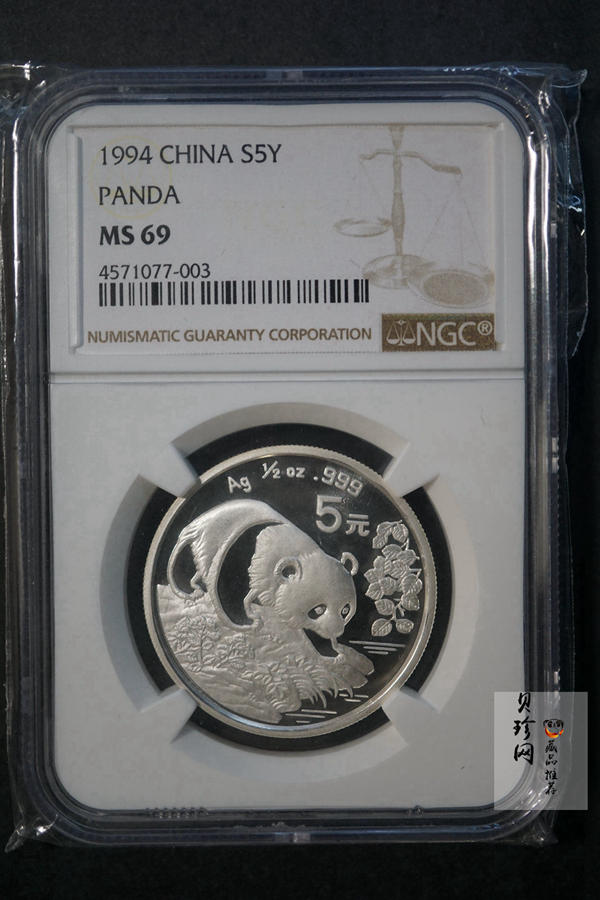 1994 CHINA S5Y
PANDA
MS 69
4571077-003
NUMISMATIC GUARANTY CORPORATION
NGC®
Ag 1/2 oz .999
5元
贝珍网
藏品推荐